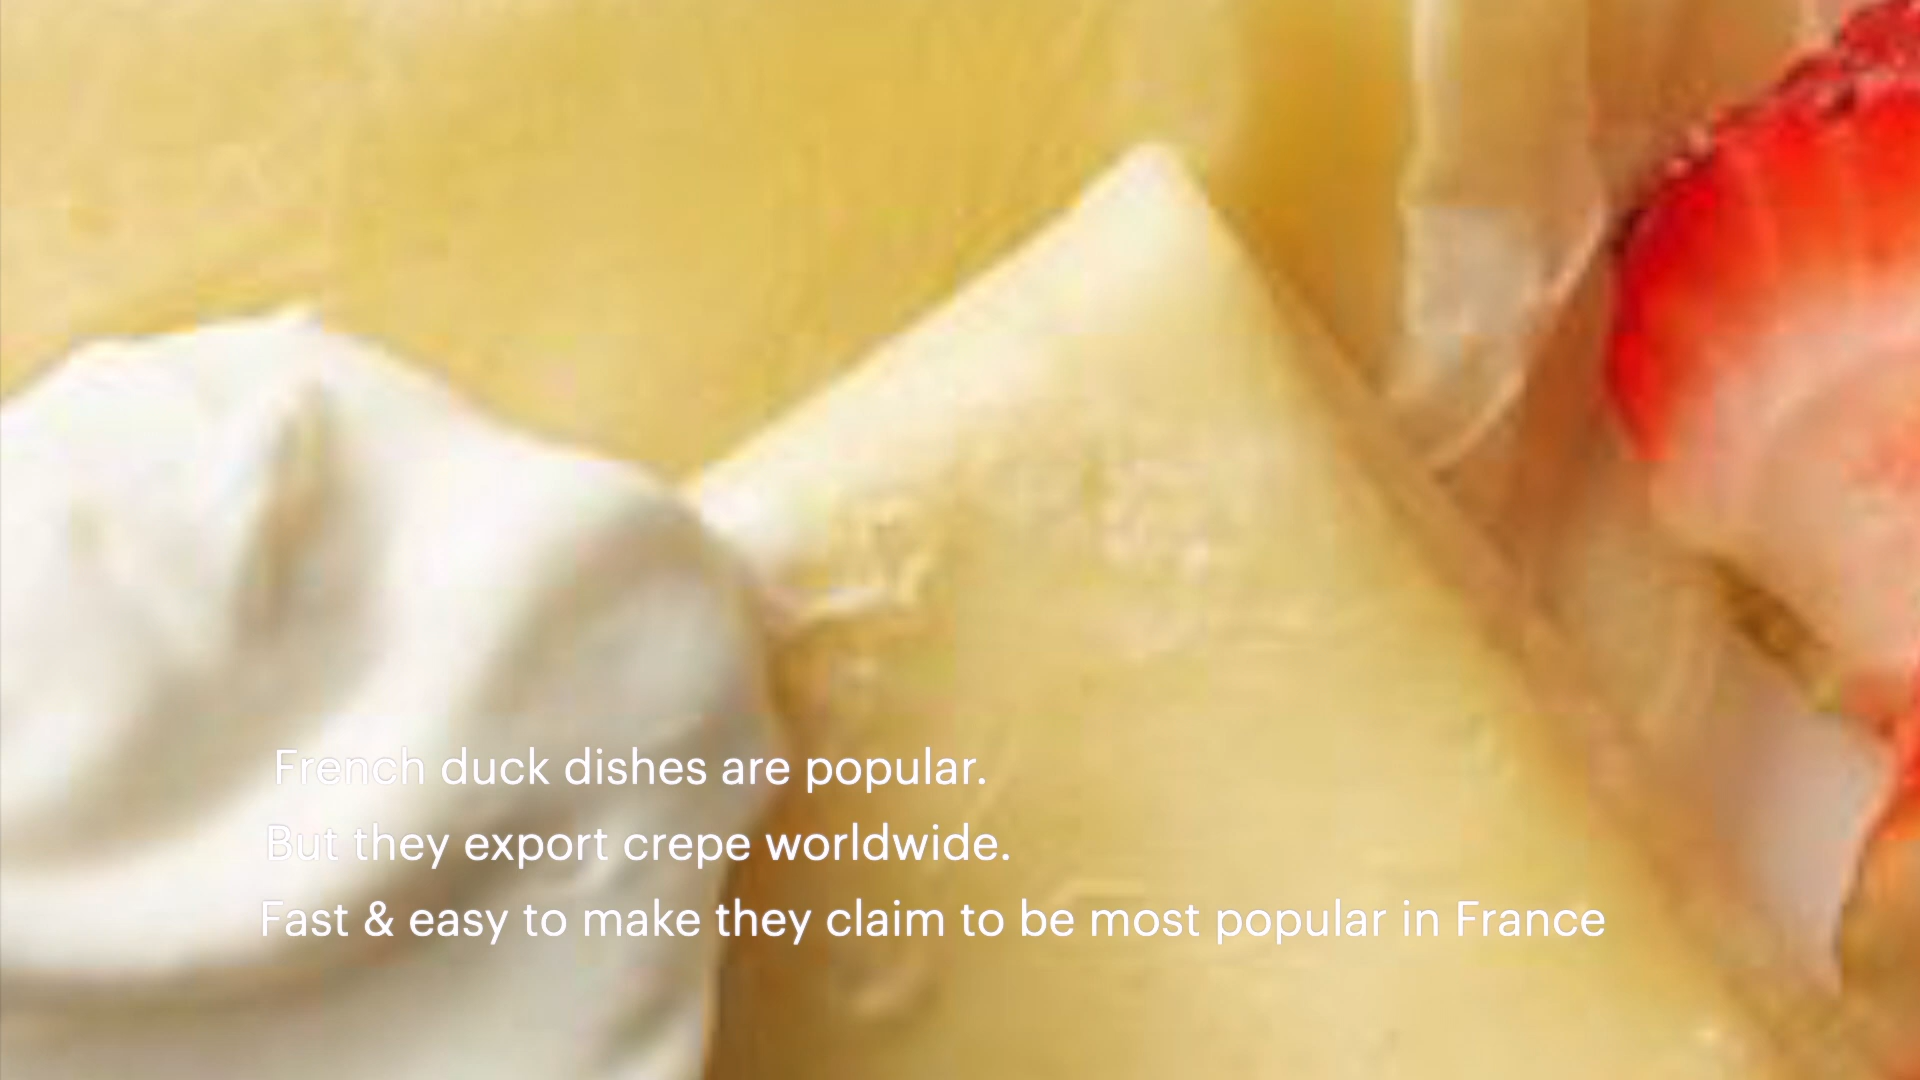 French duck dishes are popular.
But they export crepe worldwide.
Fast & easy to make they claim to be most popular in France